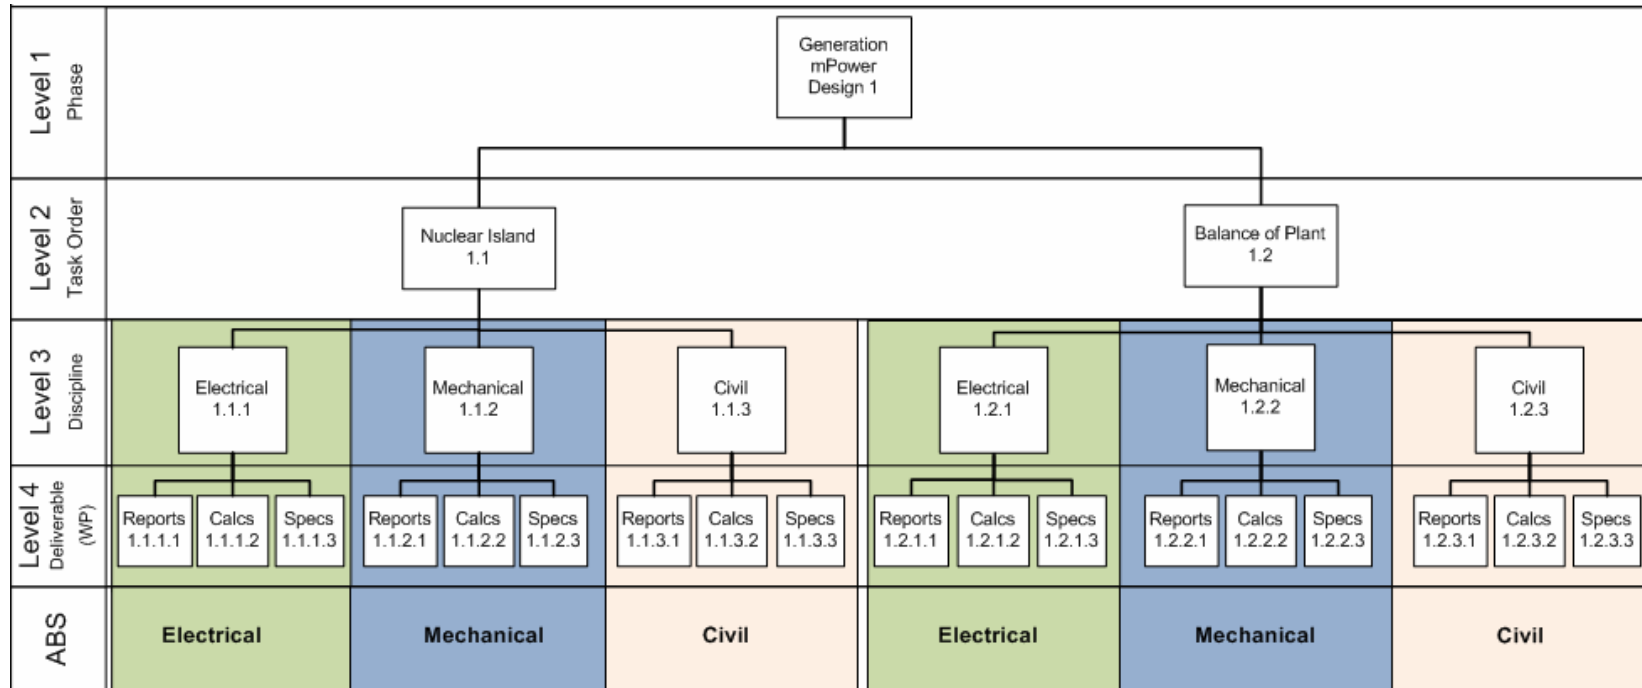 Level 1
Phase
Generation
mPower
Design 1
Level 2
Task Order
Nuclear Island
1.1
Balance of Plant
1.2
Level 3
Discipline
Electrical
1.1.1
Mechanical
1.1.2
Civil
1.1.3
Electrical
1.2.1
Mechanical
1.2.2
Civil
1.2.3
Level 4
Deliverable
(WP)
Reports
1.1.1.1
Calcs
1.1.1.2
Specs
1.1.1.3
Reports
1.1.2.1
Calcs
1.1.2.2
Specs
1.1.2.3
Reports
1.1.3.1
Calcs
1.1.3.2
Specs
1.1.3.3
Reports
1.2.1.1
Calcs
1.2.1.2
Specs
1.2.1.3
Reports
1.2.2.1
Calcs
1.2.2.2
Specs
1.2.2.3
Reports
1.2.3.1
Calcs
1.2.3.2
Specs
1.2.3.3
ABS
Electrical
Mechanical
Civil
Electrical
Mechanical
Civil